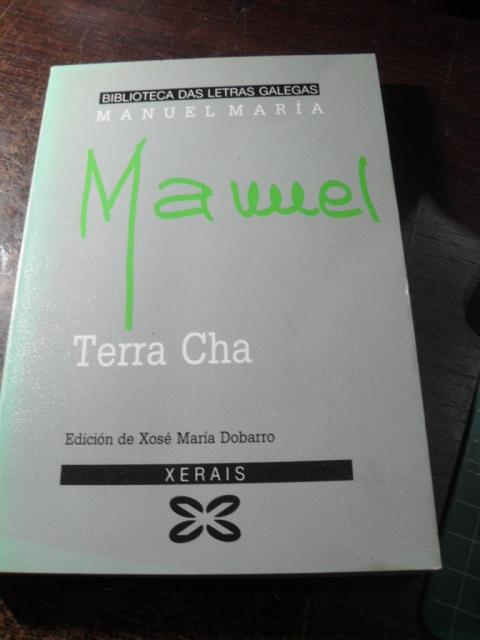 BIBLIOTECA DAS LETRAS GALEGAS
MANUEL MARÍA
Manuel
Terra Cha
Edición de Xosé María Dobarro
XERAIS